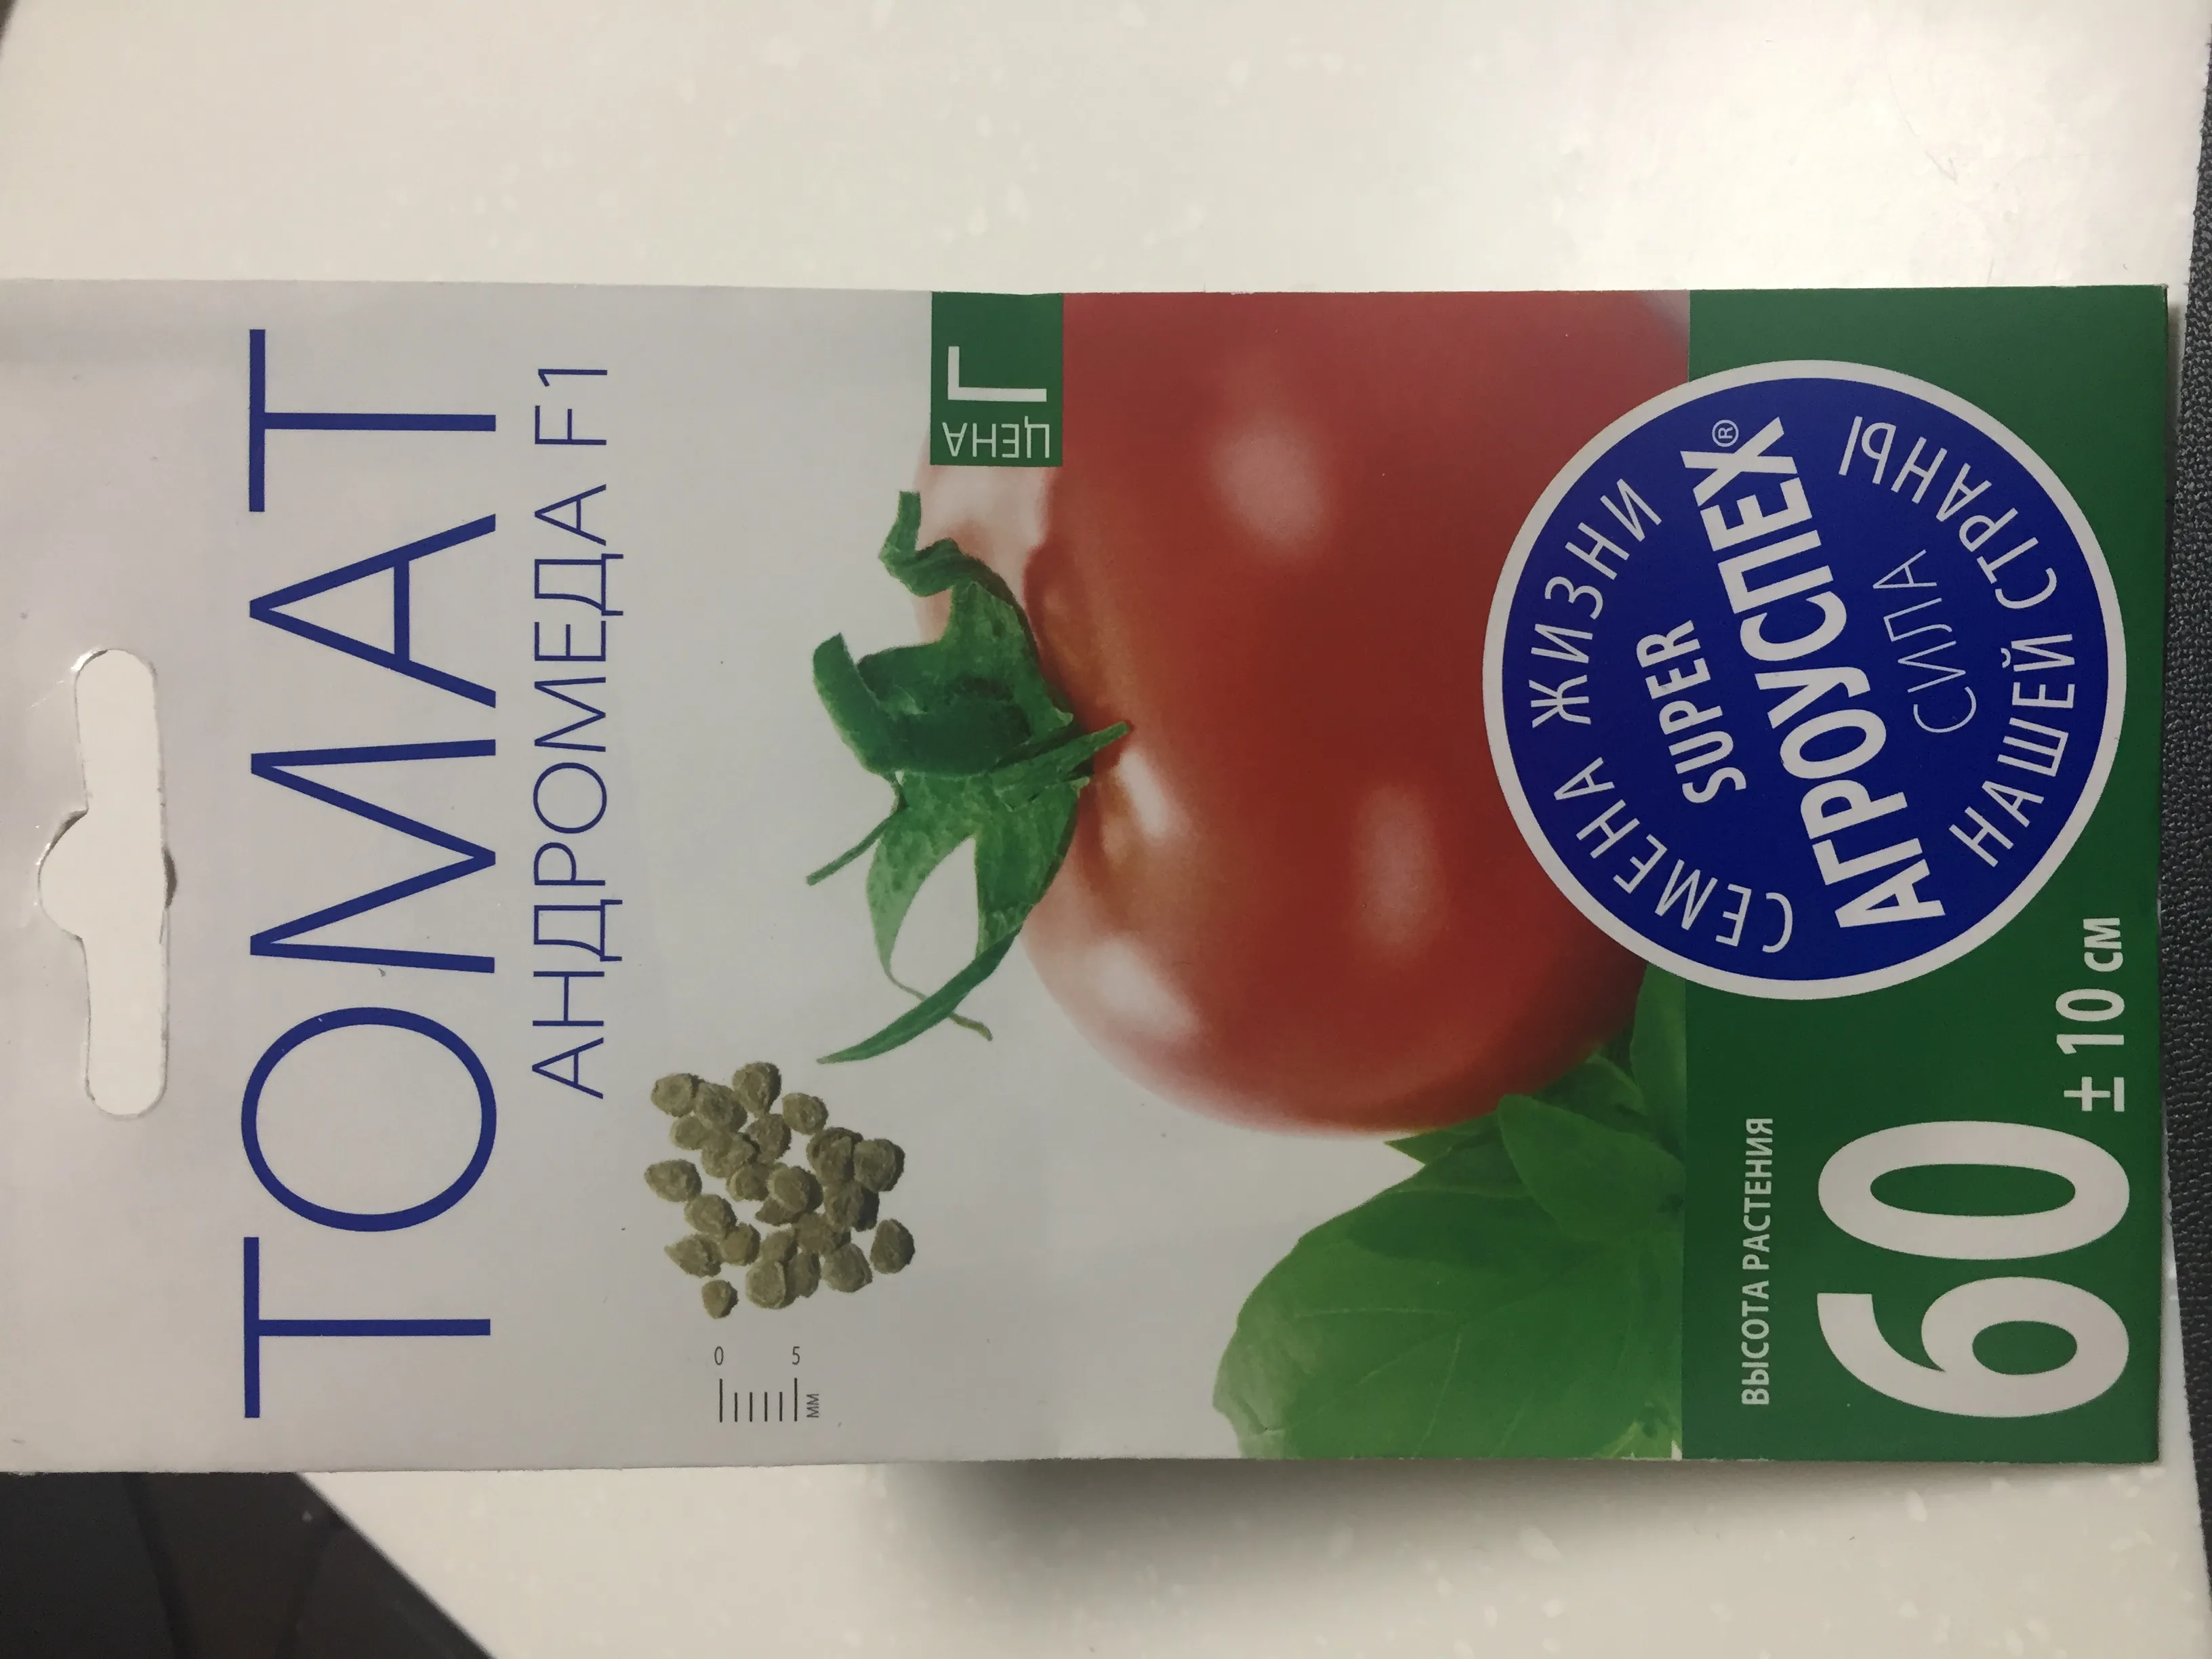 ТОМАТ
АНДРОМЕДА F1
0 5
мм
ЦЕНА Г
СЕМЕНА ЖИЗНИ
SUPER
АГРОУСПЕХ®
СИЛА
НАШЕЙ СТРАНЫ
ВЫСОТА РАСТЕНИЯ
60 ± 10 см